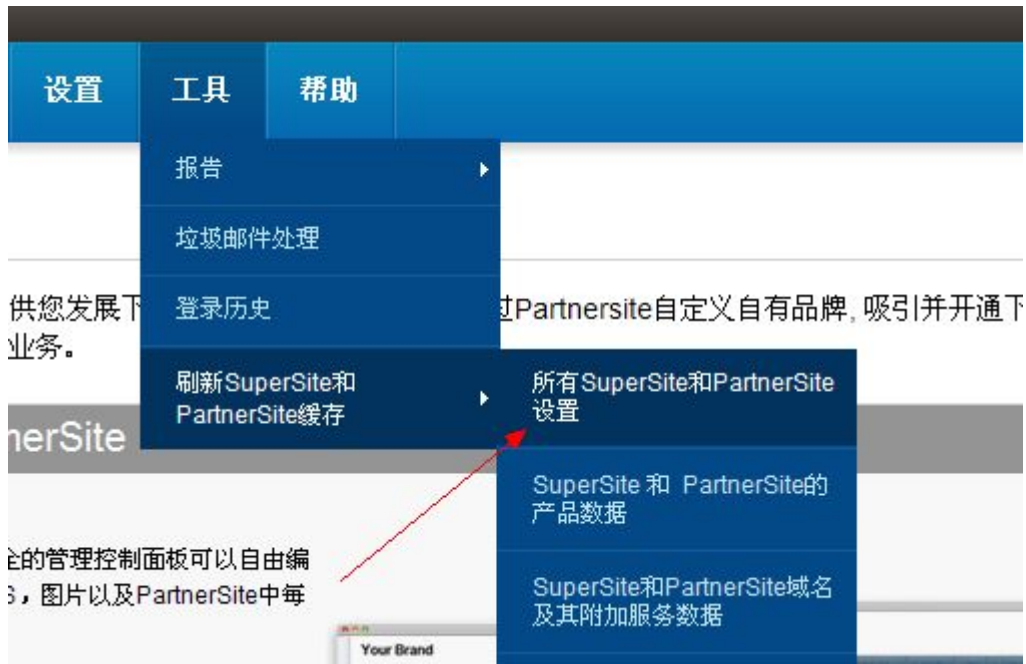 设置 工具 帮助
报告
垃圾邮件处理
登录历史
供您发展下 过Partnersite自定义自有品牌,吸引并开通下
业务。
刷新SuperSite和
PartnerSite缓存
所有SuperSite和PartnerSite
设置
nerSite
SuperSite 和 PartnerSite的
产品数据
全的管理控制面板可以自由编
S，图片以及PartnerSite中每
SuperSite和PartnerSite域名
及其附加服务数据
Your Brand